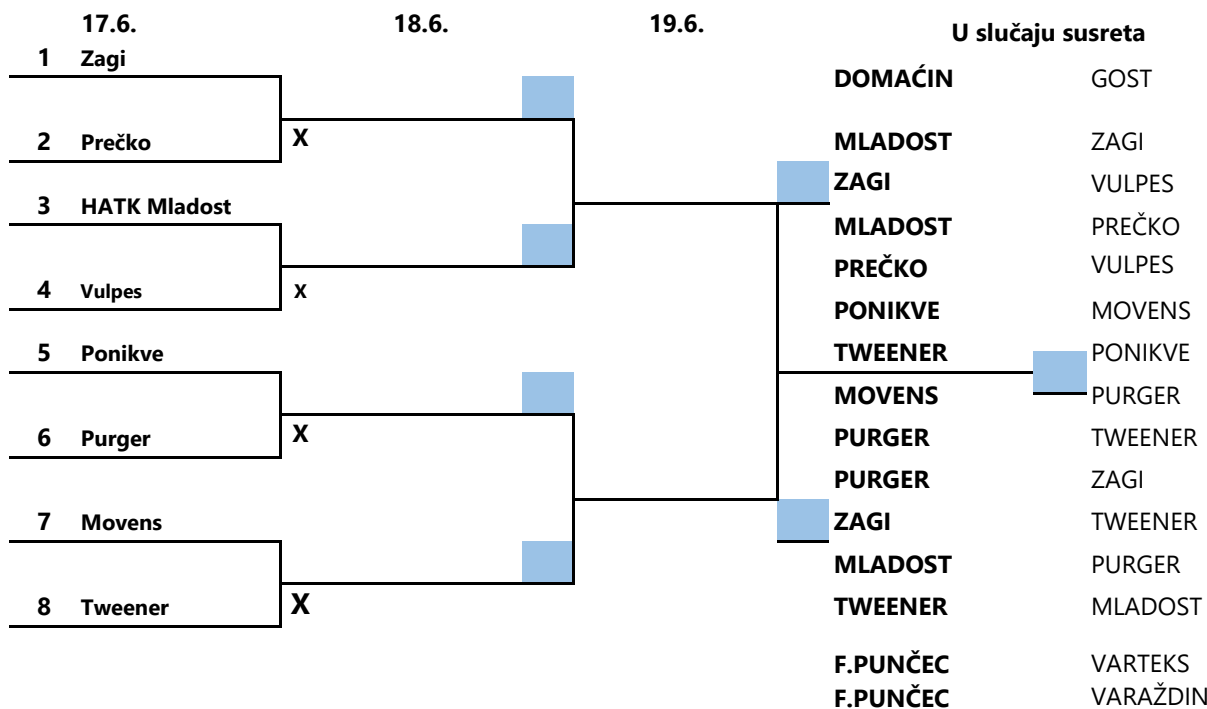 17.6. 18.6. 19.6. U slučaju susreta
1 Zagi
DOMAĆIN GOST
2 Prečko X MLADOST ZAGI
ZAGI VULPES
3 HATK Mladost
MLADOST PREČKO
PREČKO VULPES
4 Vulpes X
PONIKVE MOVENS
5 Ponikve TWEENER PONIKVE
MOVENS PURGER
6 Purger X PURGER TWEENER
PURGER ZAGI
7 Movens ZAGI TWEENER
MLADOST PURGER
8 Tweener X TWEENER MLADOST
F.PUNČEC VARTEKS
F.PUNČEC VARAŽDIN